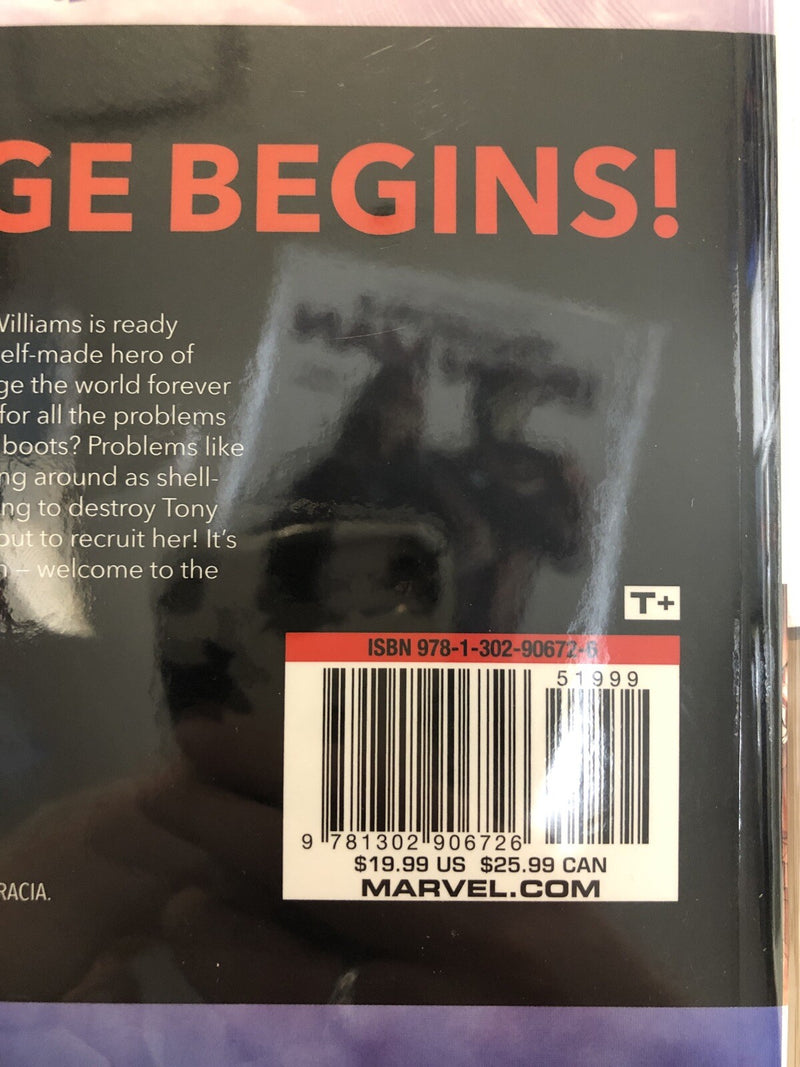 GE BEGINS!
Williams is ready
elf-made hero of
ge the world forever
for all the problems
boots? Problems like
ng around as shell-
ng to destroy Tony
out to recruit her! It's
– welcome to the
T+
ISBN 978-1-302-90672-6
51999
9 781302 906726
$19.99 US $25.99 CAN
MARVEL.COM
RACIA.